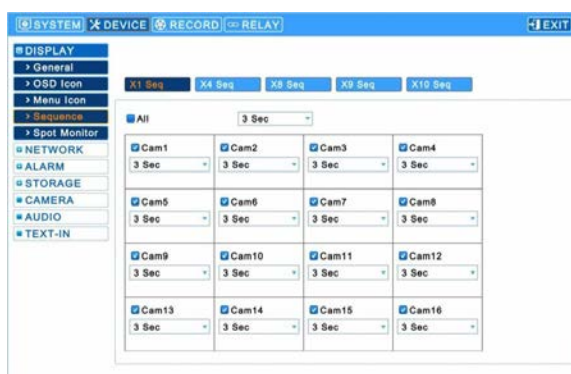 SYSTEM DEVICE RECORD RELAY EXIT
DISPLAY
> General
> OSD Icon
> Menu Icon
> Sequence
> Spot Monitor
NETWORK
ALARM
STORAGE
CAMERA
AUDIO
TEXT-IN
X1 Seq X4 Seq X8 Seq X9 Seq X10 Seq
All 3 Sec
Cam1 Cam2 Cam3 Cam4
3 Sec 3 Sec 3 Sec 3 Sec
Cam5 Cam6 Cam7 Cam8
3 Sec 3 Sec 3 Sec 3 Sec
Cam9 Cam10 Cam11 Cam12
3 Sec 3 Sec 3 Sec 3 Sec
Cam13 Cam14 Cam15 Cam16
3 Sec 3 Sec 3 Sec 3 Sec